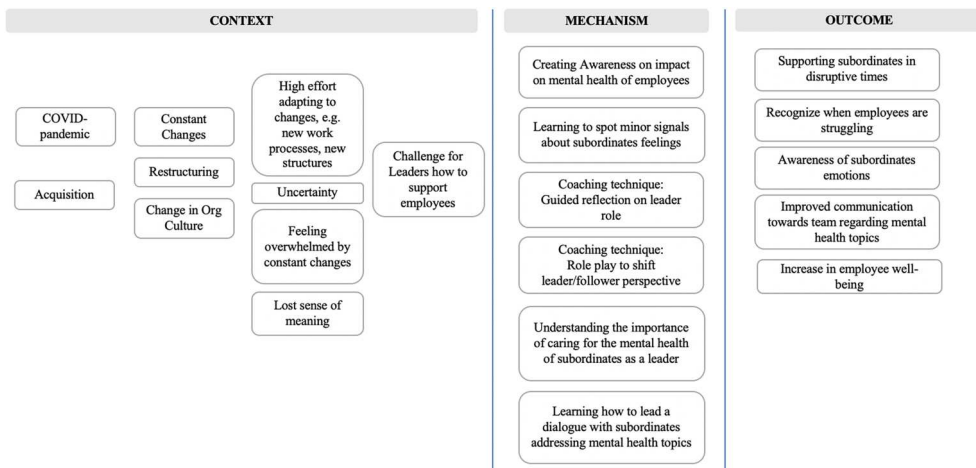 CONTEXT
COVID-
pandemic
Acquisition
Constant
Changes
Restructuring
Change in Org
Culture
High effort
adapting to
changes, e.g.
new work
processes, new
structures
Uncertainty
Feeling
overwhelmed by
constant changes
Lost sense of
meaning
Challenge for
Leaders how to
support
employees
MECHANISM
Creating Awareness on impact
on mental health of employees
Learning to spot minor signals
about subordinates feelings
Coaching technique:
Guided reflection on leader
role
Coaching technique:
Role play to shift
leader/follower perspective
Understanding the importance
of caring for the mental health
of subordinates as a leader
Learning how to lead a
dialogue with subordinates
addressing mental health topics
OUTCOME
Supporting subordinates in
disruptive times
Recognize when employees are
struggling
Awareness of subordinates
emotions
Improved communication
towards team regarding mental
health topics
Increase in employee well-
being